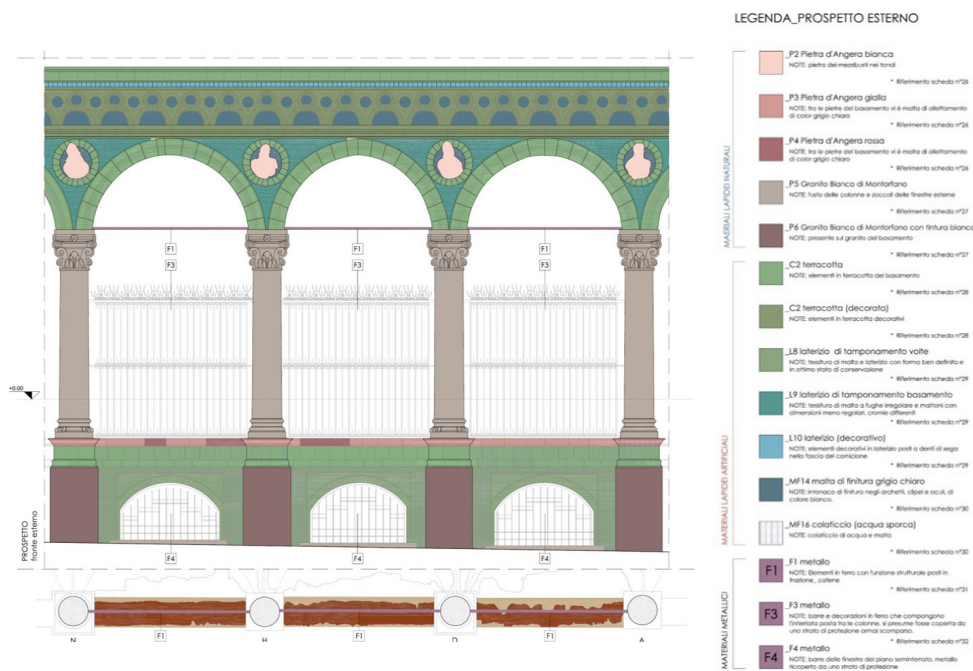 LEGENDA_PROSPETTO ESTERNO
_P2 Pietra d'Angera bianca
NOTE: pietra dei mezzibusti nei tondi
* Riferimento scheda n°26
_P3 Pietra d'Angera gialla
NOTE: tra le pietre del basamento vi è malta di allettamento
di color grigio chiaro
* Riferimento scheda n°26
_P4 Pietra d'Angera rossa
NOTE: tra le pietre del basamento vi è malta di allettamento
di color grigio chiaro
* Riferimento scheda n°26
_P5 Granito Bianco di Montorfano
NOTE: fusto delle colonne e zoccoli delle finestre esterne
* Riferimento scheda n°27
_P6 Granito Bianco di Montorfano con tintura bianca
NOTE: presente sul granito del basamento
* Riferimento scheda n°27
MAERIALI LAPIDEI NATURALI
_C2 terracotta
NOTE: elementi in terracotta del basamento
* Riferimento scheda n°28
_C2 terracotta (decorata)
NOTE: elementi in terracotta decorativi
* Riferimento scheda n°28
_L8 laterizio di tamponamento volte
NOTE: tessitura di malta e laterizio con forma ben definita e
in ottimo stato di conservazione
* Riferimento scheda n°29
_L9 laterizio di tamponamento basamento
NOTE: tessitura di malta a fughe irregolare e mattoni con
dimensioni meno regolari, cromie differenti
* Riferimento scheda n°29
_L10 laterizio (decorativo)
NOTE: elementi decorativi in laterizio posti a denti di sega
nella fascia del cornicione
* Riferimento scheda n°29
_MF14 malta di finitura grigio chiaro
NOTE: intonaco di finitura negli archetti, clipei e oculi, di
colore bianco.
* Riferimento scheda n°30
_MF16 colaticcio (acqua sporca)
NOTE: colaticcio di acqua e malta
* Riferimento scheda n°30
MATERIALI LAPIDEI ARTIFICIALI
F1
_F1 metallo
NOTE: Elementi in ferro con funzione strutturale posti in
trazione_ catene
* Riferimento scheda n°31
F3
_F3 metallo
NOTE: barre e decorazioni in ferro che compongono
l'inferriata posta tra le colonne, si presume fosse coperta da
uno strato di protezione ormai scomparso.
* Riferimento scheda n°32
F4
_F4 metallo
NOTE: barre delle finestre del piano seminterrato, metallo
ricoperto da uno strato di protezione
MATERIALI METALLICI
F1
F1
F1
F3
F3
F3
+0.00
PROSPETTO
fronte esterno
F4
F4
F4
N
H
D
A
F1
F1
F1